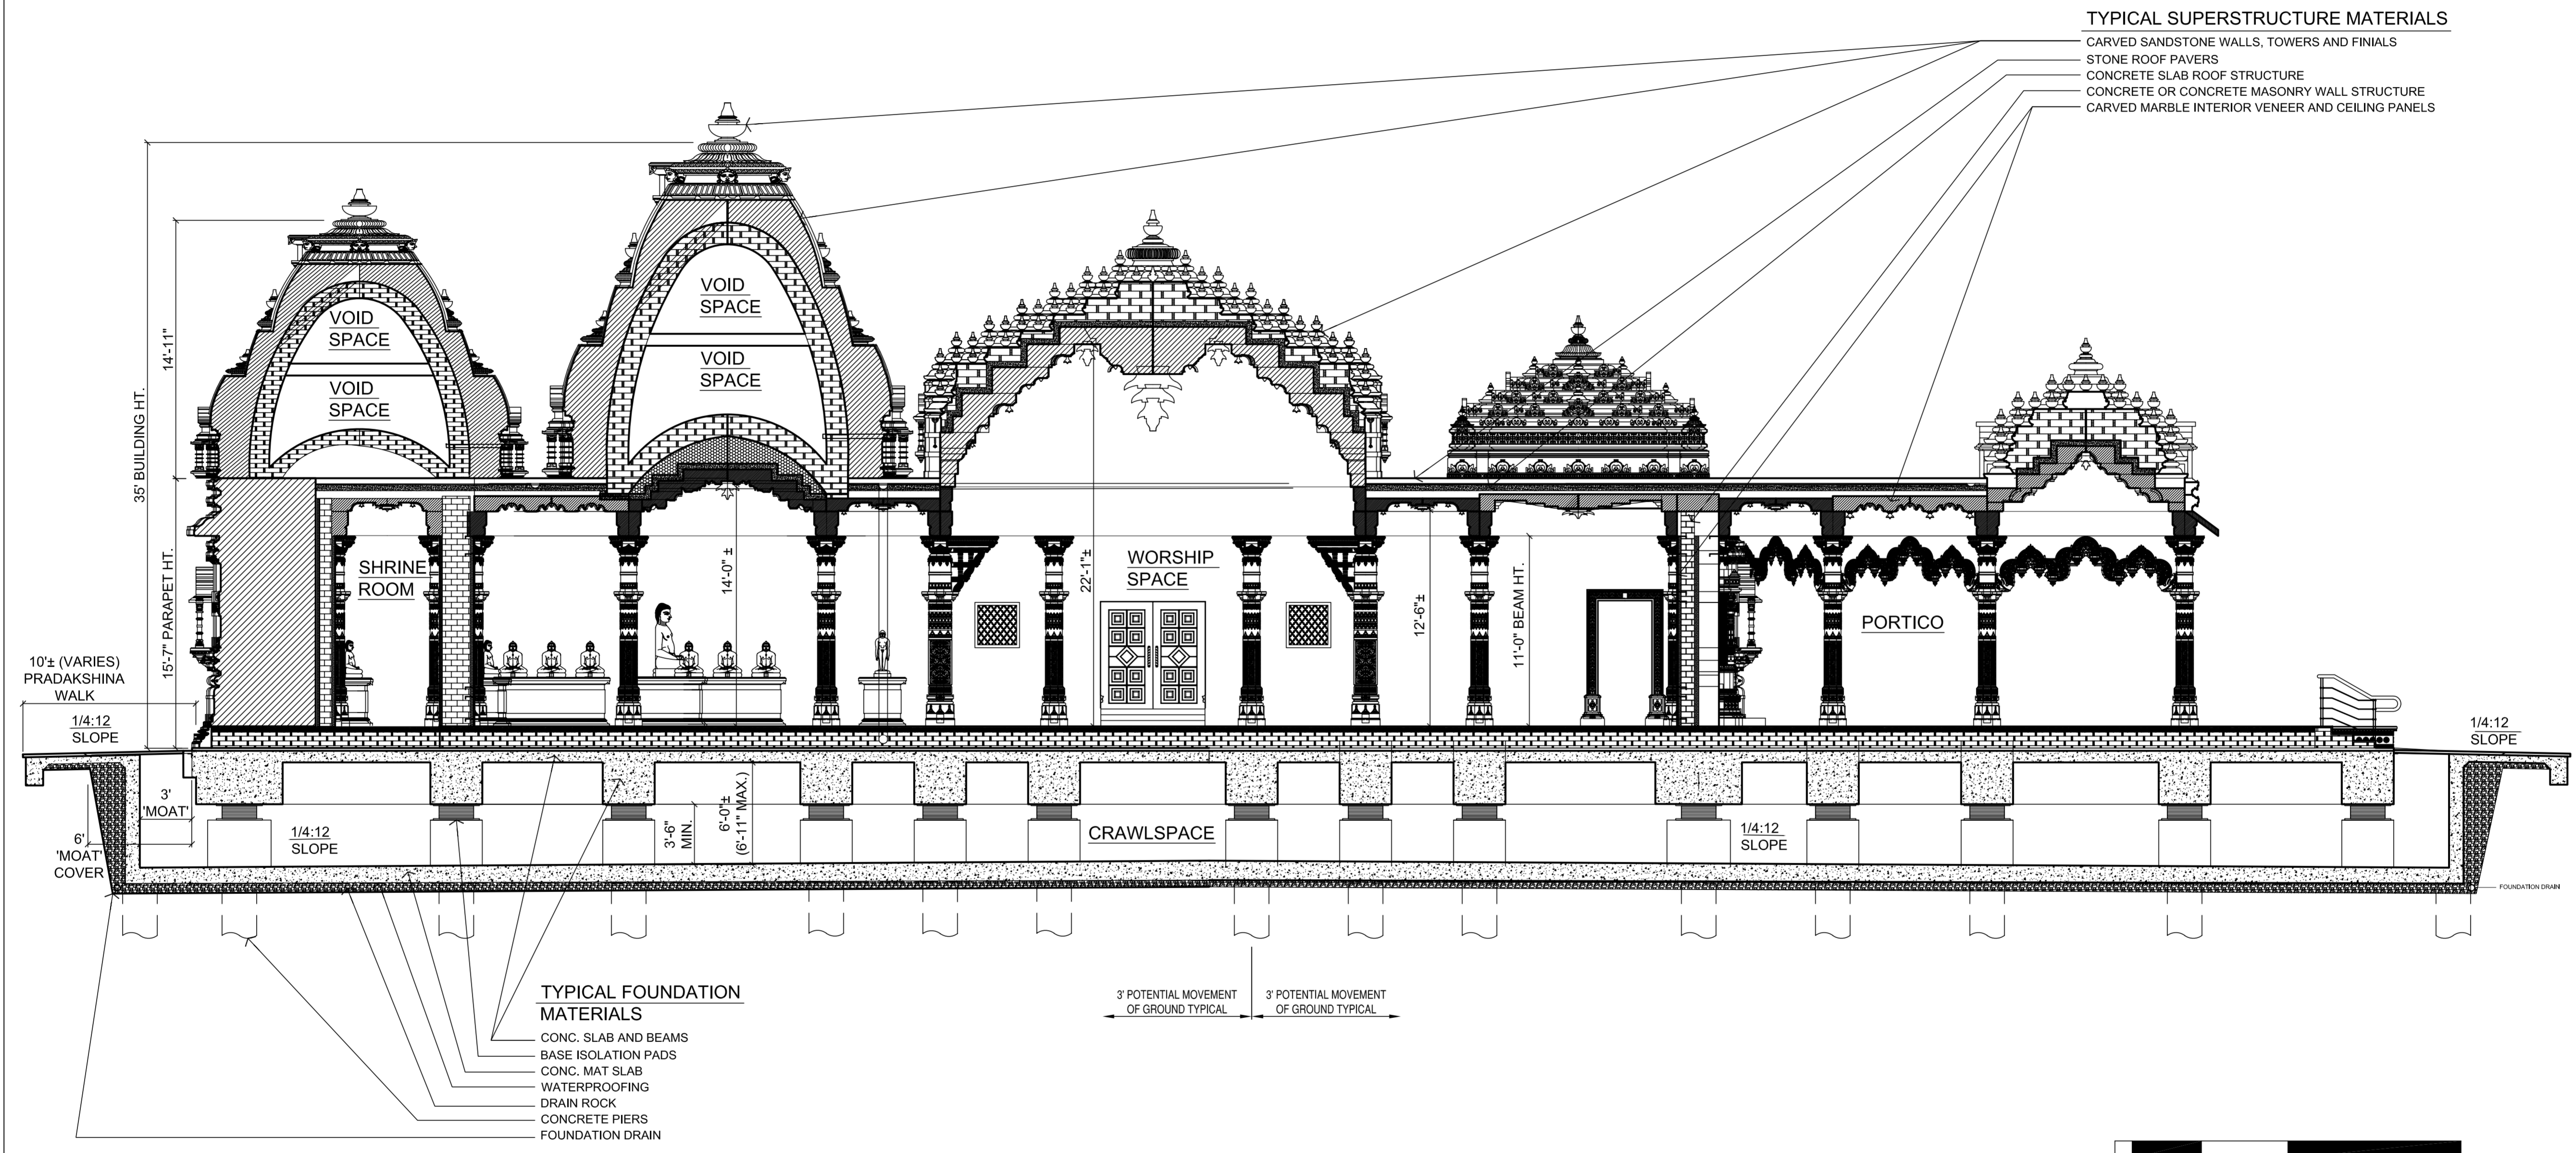 TYPICAL SUPERSTRUCTURE MATERIALS
CARVED SANDSTONE WALLS, TOWERS AND FINIALS
STONE ROOF PAVERS
CONCRETE SLAB ROOF STRUCTURE
CONCRETE OR CONCRETE MASONRY WALL STRUCTURE
CARVED MARBLE INTERIOR VENEER AND CEILING PANELS
35' BUILDING HT.
14'-11"
15'-7" PARAPET HT.
VOID
SPACE
VOID
SPACE
VOID
SPACE
VOID
SPACE
SHRINE
ROOM
14'-0" ±
22'-1"±
WORSHIP
SPACE
12'-6"±
11'-0" BEAM HT.
PORTICO
10'± (VARIES)
PRADAKSHINA
WALK
1/4:12
SLOPE
1/4:12
SLOPE
3'
'MOAT'
6'
'MOAT'
COVER
1/4:12
SLOPE
3'-6"
MIN.
6'-0"±
(6'-11" MAX.)
CRAWLSPACE
1/4:12
SLOPE
FOUNDATION DRAIN
3' POTENTIAL MOVEMENT
OF GROUND TYPICAL
3' POTENTIAL MOVEMENT
OF GROUND TYPICAL
TYPICAL FOUNDATION
MATERIALS
CONC. SLAB AND BEAMS
BASE ISOLATION PADS
CONC. MAT SLAB
WATERPROOFING
DRAIN ROCK
CONCRETE PIERS
FOUNDATION DRAIN